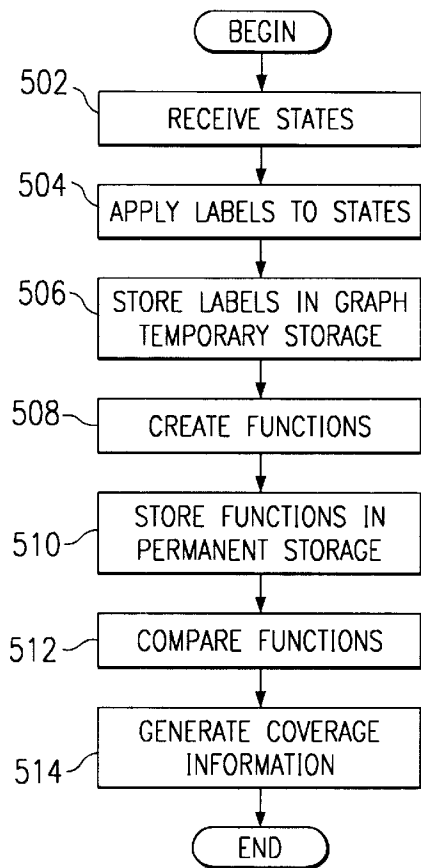 BEGIN
502
RECEIVE STATES
504
APPLY LABELS TO STATES
506
STORE LABELS IN GRAPH
TEMPORARY STORAGE
508
CREATE FUNCTIONS
510
STORE FUNCTIONS IN
PERMANENT STORAGE
512
COMPARE FUNCTIONS
514
GENERATE COVERAGE
INFORMATION
END